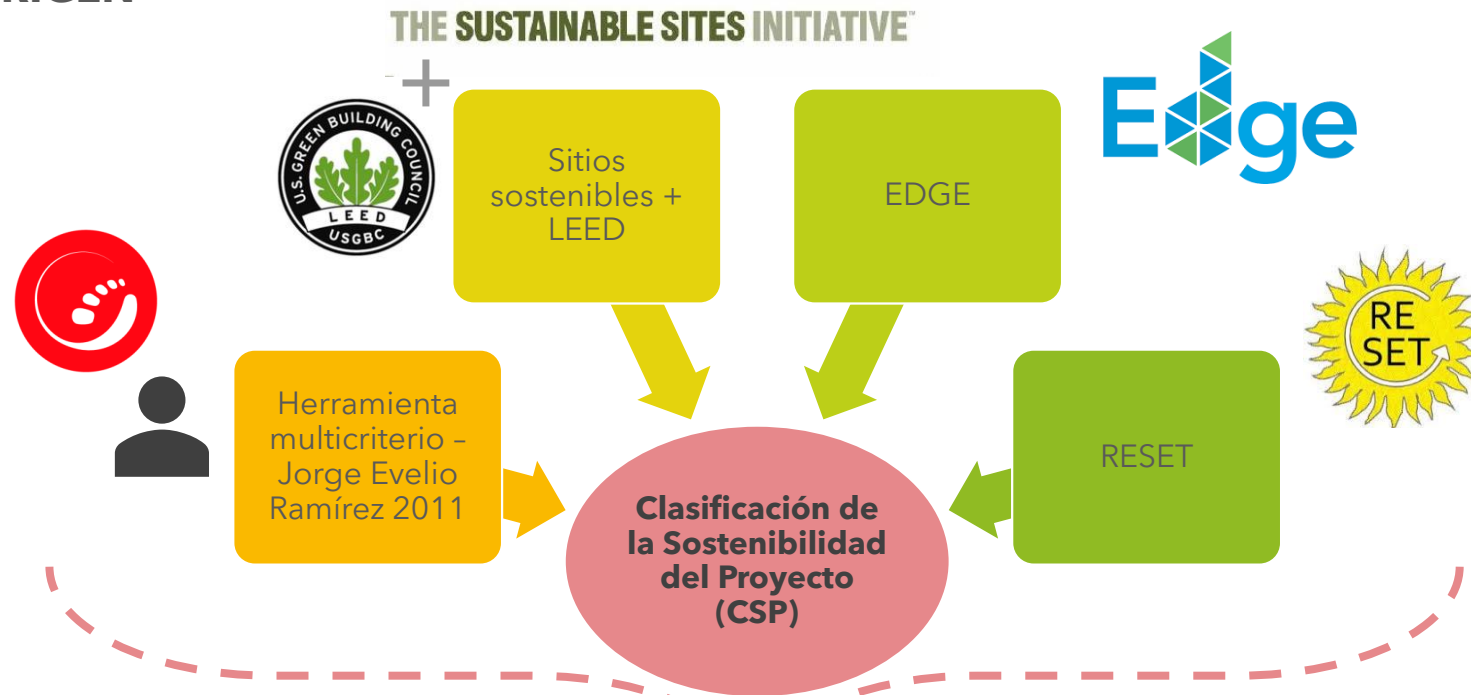 THE SUSTAINABLE SITES INITIATIVE™
+
U.S. GREEN BUILDING COUNCIL
LEED
USGBC
Sitios
sostenibles +
LEED
EDGE
Edge
Herramienta
multicriterio –
Jorge Evelio
Ramírez 2011
RESET
RE
SET
Clasificación de
la Sostenibilidad
del Proyecto
(CSP)